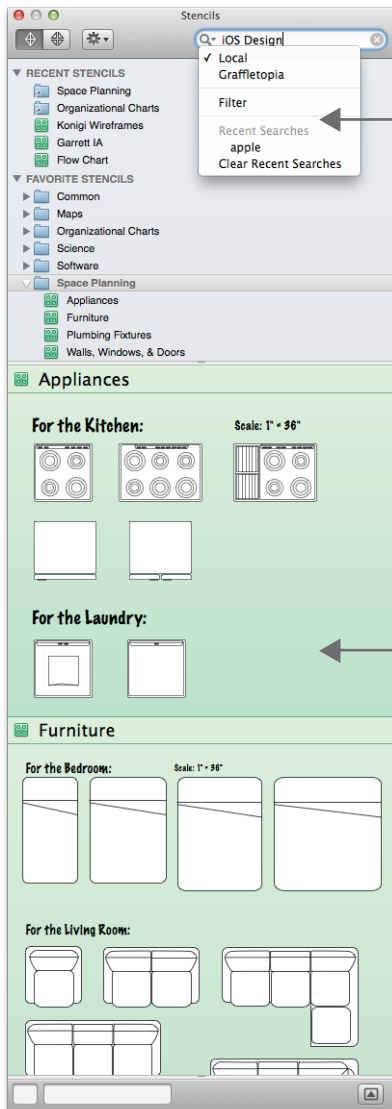 Stencils
iOS Design
✓ Local
Graffletopia
Filter
Recent Searches
apple
Clear Recent Searches
RECENT STENCILS
Space Planning
Organizational Charts
Konigi Wireframes
Garrett IA
Flow Chart
FAVORITE STENCILS
Common
Maps
Organizational Charts
Science
Software
Space Planning
Appliances
Furniture
Plumbing Fixtures
Walls, Windows, & Doors
Appliances
For the Kitchen: Scale: 1" = 36"
For the Laundry:
Furniture
For the Bedroom: Scale: 1" = 36"
For the Living Room: